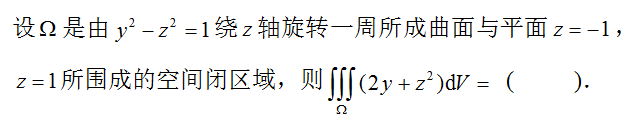 设Ω是由 y² − z² = 1 绕 z 轴旋转一周所成曲面与平面 z = −1，
z = 1 所围成的空间闭区域，则 ∭_Ω (2y + z²)dV = （　　）.